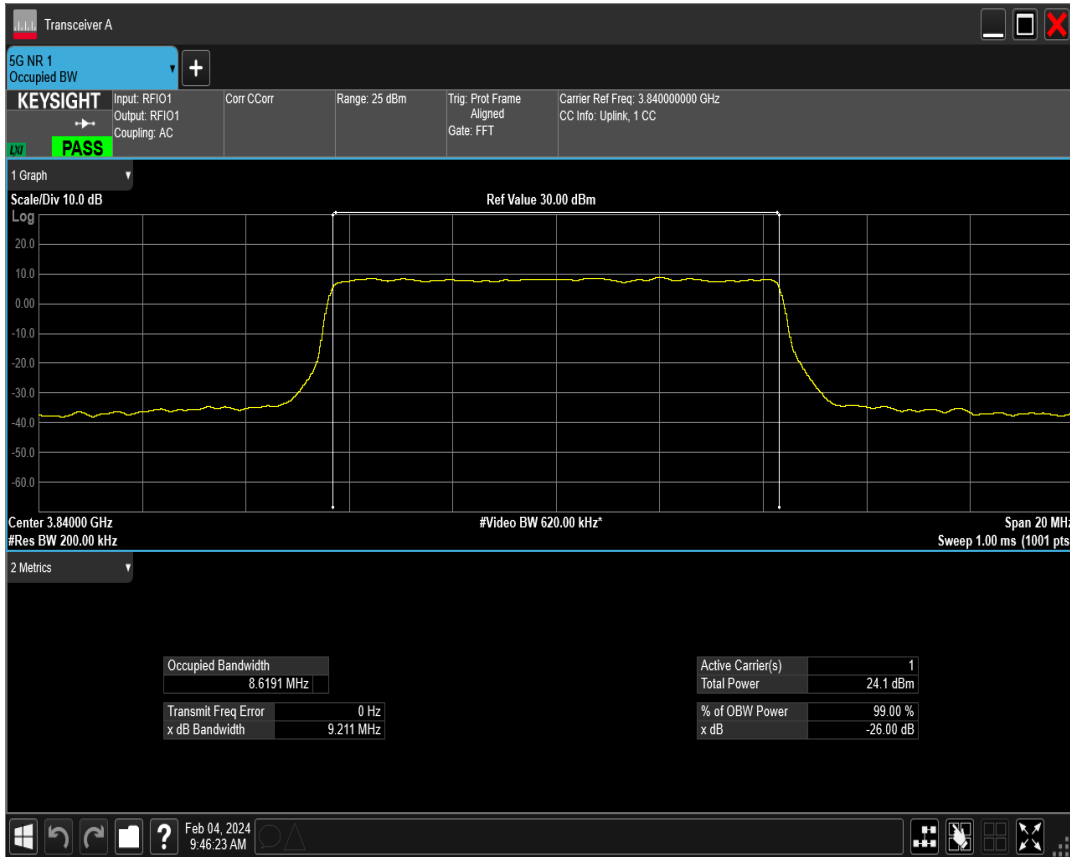 Transceiver A
5G NR 1
Occupied BW
KEYSIGHT
LXI
PASS
Input: RFIO1
Output: RFIO1
Coupling: AC
Corr CCorr
Range: 25 dBm
Trig: Prot Frame
Aligned
Gate: FFT
Carrier Ref Freq: 3.840000000 GHz
CC Info: Uplink, 1 CC
1 Graph
Scale/Div 10.0 dB
Ref Value 30.00 dBm
Log
20.0
10.0
0.00
-10.0
-20.0
-30.0
-40.0
-50.0
-60.0
Center 3.84000 GHz
#Video BW 620.00 kHz*
Span 20 MHz
#Res BW 200.00 kHz
Sweep 1.00 ms (1001 pts
2 Metrics
Occupied Bandwidth
8.6191 MHz
Transmit Freq Error 0 Hz
x dB Bandwidth 9.211 MHz
Active Carrier(s) 1
Total Power 24.1 dBm
% of OBW Power 99.00 %
x dB -26.00 dB
?
Feb 04, 2024
9:46:23 AM